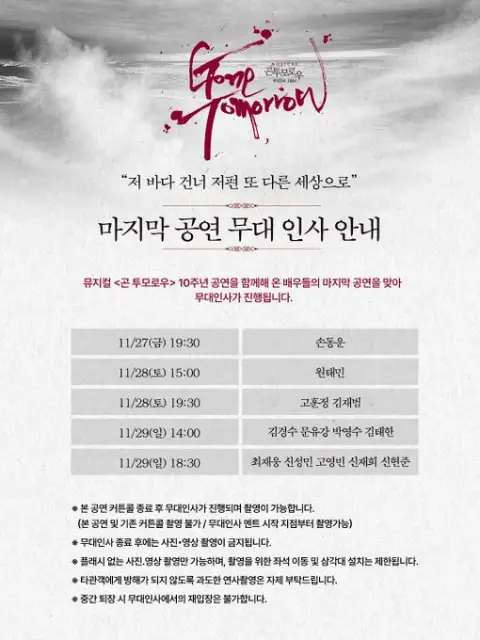 Gone
Tomorrow
MUSICAL
곤투모로우
“저 바다 건너 저편 또 다른 세상으로”
마지막 공연 무대 인사 안내
뮤지컬 <곤 투모로우> 10주년 공연을 함께해 온 배우들의 마지막 공연을 맞아
무대인사가 진행됩니다.
11/27(금) 19:30 손동운
11/28(토) 15:00 원태민
11/28(토) 19:30 고훈정 김재범
11/29(일) 14:00 김경수 문유강 박영수 김태한
11/29(일) 18:30 최재웅 신성민 고영빈 신재희 신현준
※ 본 공연 커튼콜 종료 후 무대인사가 진행되며 촬영이 가능합니다.
(본 공연 및 기존 커튼콜 촬영 불가 / 무대인사 멘트 시작 지점부터 촬영가능)
※ 무대인사 종료 후에는 사진•영상 촬영이 금지됩니다.
※ 플래시 없는 사진.영상 촬영만 가능하며, 촬영을 위한 좌석 이동 및 삼각대 설치는 제한됩니다.
※ 타관객에게 방해가 되지 않도록 과도한 연사촬영은 자제 부탁드립니다.
※ 중간 퇴장 시 무대인사에서의 재입장은 불가합니다.